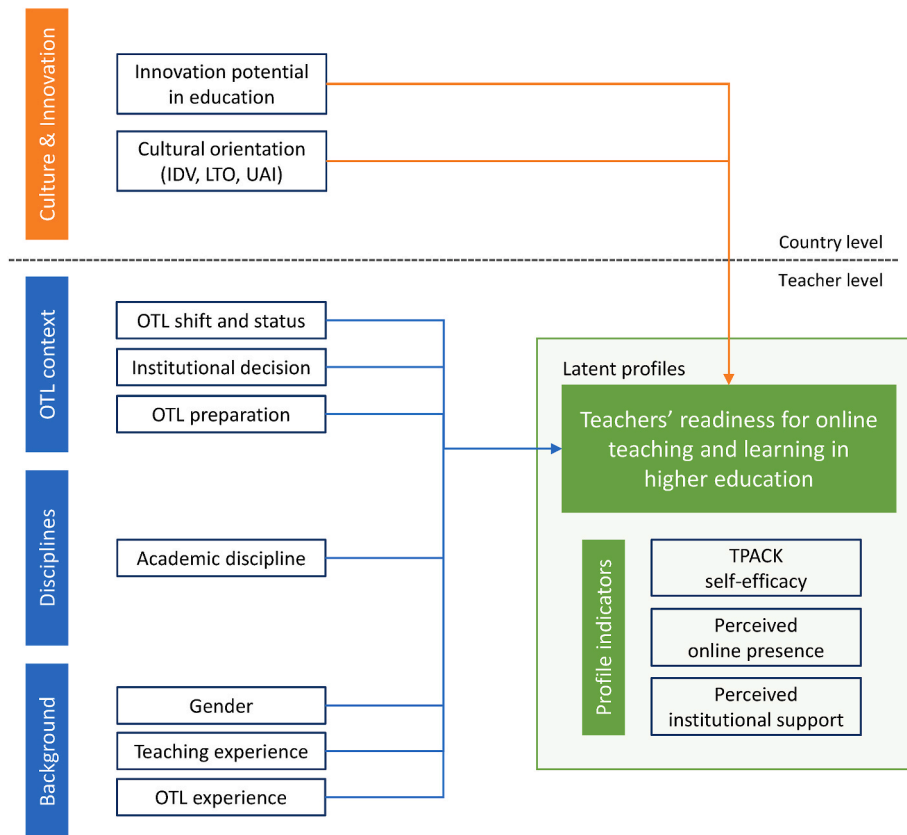 Culture & Innovation
Innovation potential
in education
Cultural orientation
(IDV, LTO, UAI)
Country level
Teacher level
OTL context
OTL shift and status
Institutional decision
OTL preparation
Disciplines
Academic discipline
Background
Gender
Teaching experience
OTL experience
Latent profiles
Teachers’ readiness for online
teaching and learning in
higher education
Profile indicators
TPACK
self-efficacy
Perceived
online presence
Perceived
institutional support